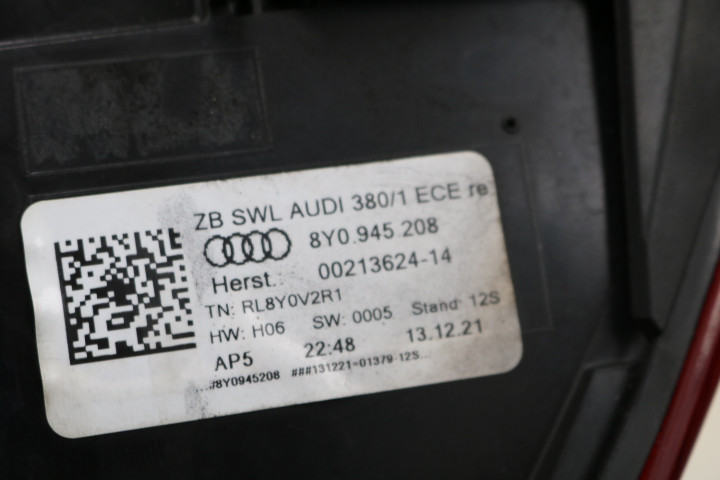 ZB SWL AUDI 380/1 ECE re
8Y0.945 208
Herst.: 00213624-14
TN: RL8Y0V2R1
HW: H06 SW: 0005 Stand: 12S
AP5 22:48 13.12.21
#8Y0945208 ###131221-01379-12S